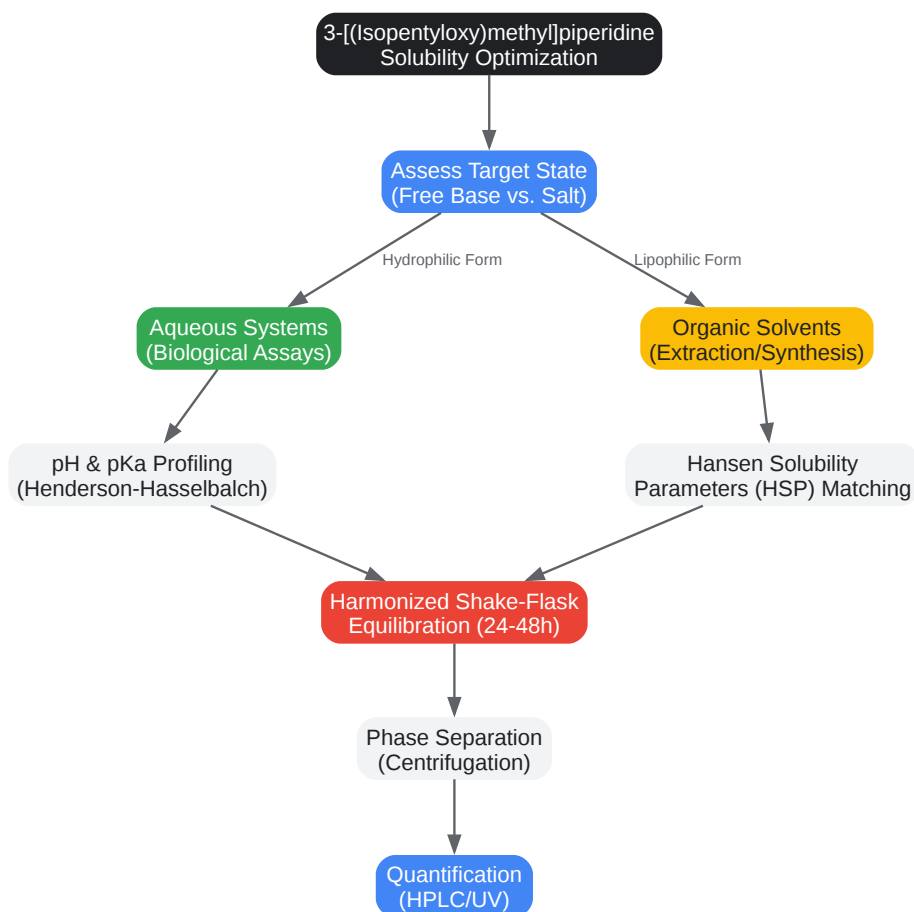 3-[(Isopentyloxy)methyl]piperidine
Solubility Optimization
Assess Target State
(Free Base vs. Salt)
Hydrophilic Form
Lipophilic Form
Aqueous Systems
(Biological Assays)
Organic Solvents
(Extraction/Synthesis)
pH & pKa Profiling
(Henderson-Hasselbalch)
Hansen Solubility
Parameters (HSP) Matching
Harmonized Shake-Flask
Equilibration (24-48h)
Phase Separation
(Centrifugation)
Quantification
(HPLC/UV)